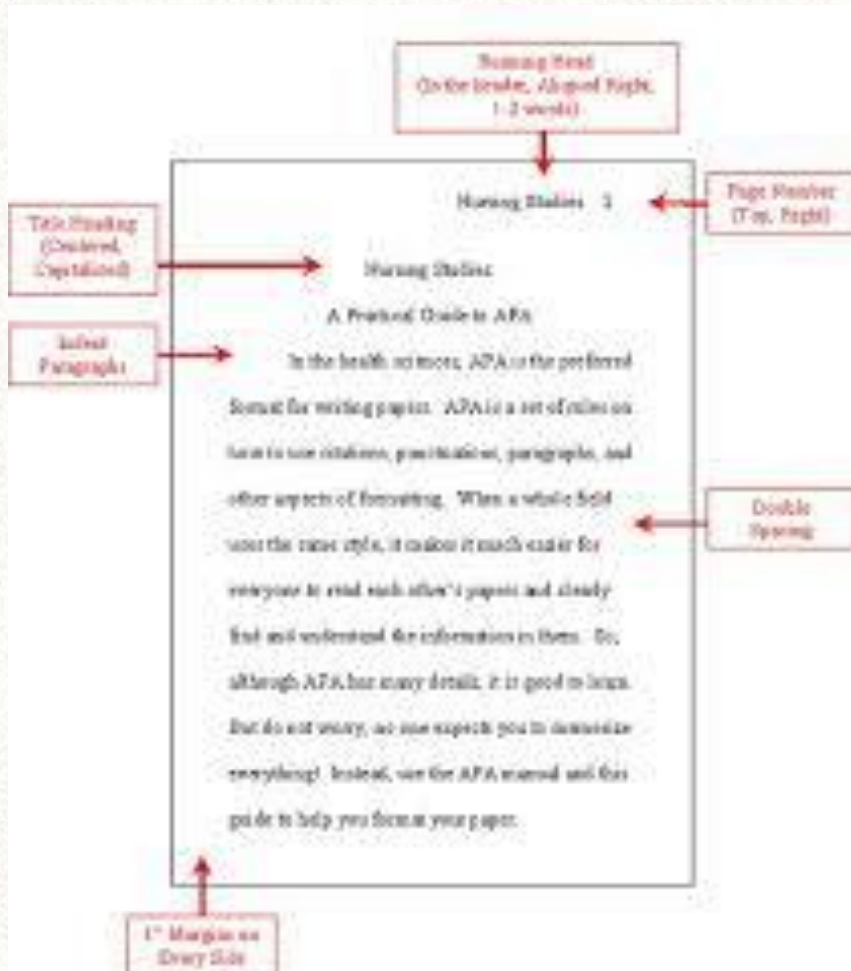 Running Head
(In the header, Aligned Right,
1-2 words)
Nursing Studies
Page Number
(Top, Right)
Title Heading
(Centered,
Capitalized)
Nursing Studies:
A Practical Guide to APA
Indent
Paragraphs
In the health sciences, APA is the preferred
format for writing papers. APA is a set of rules on
how to use citations, punctuations, paragraphs, and
other aspects of formatting. When a whole field
Double
Spacing
uses the same style, it makes it much easier for
everyone to read each other's papers and clearly
find and understand the information in them. So,
although APA has many details, it is good to learn.
But do not worry, no one expects you to memorize
everything! Instead, use the APA manual and this
guide to help you format your paper.
1" Margins on
Every Side